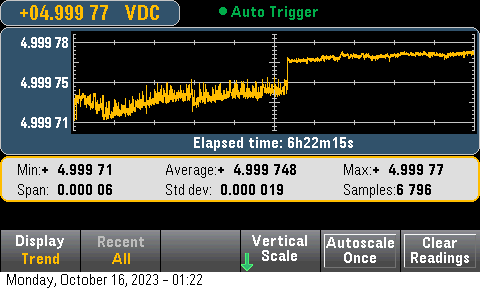 +04.999 77 VDC
Auto Trigger
4.999 78
4.999 75
4.999 71
Elapsed time: 6h22m15s
Min:+ 4.999 71 Average:+ 4.999 748 Max:+ 4.999 77
Span: 0.000 06 Std dev: 0.000 019 Samples:6 796
Display Recent Vertical Autoscale Clear
Trend All Scale Once Readings
Monday, October 16, 2023 - 01:22